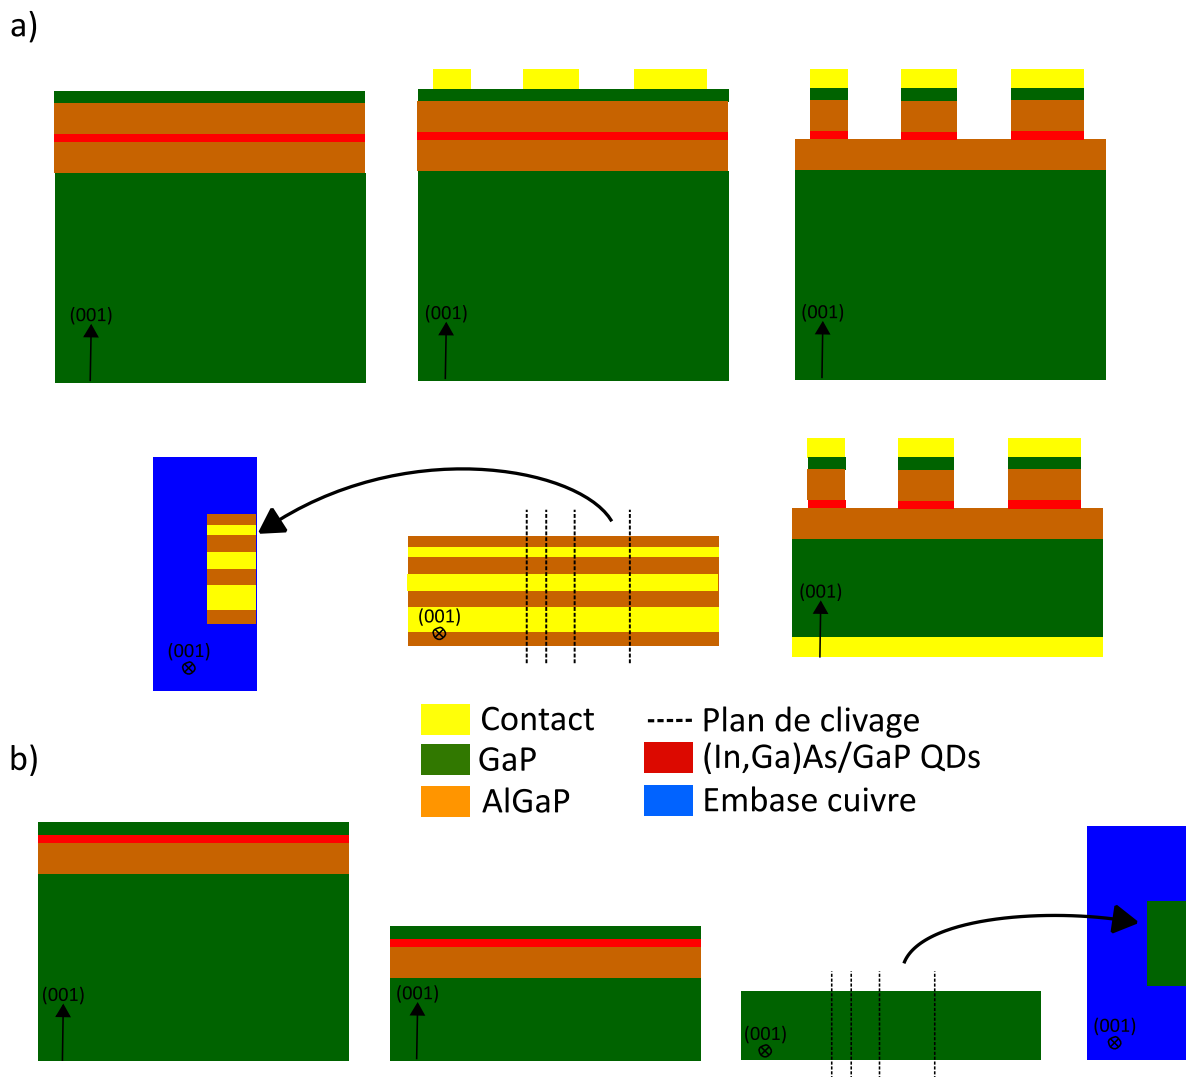 a)
(001)
(001)
(001)
(001)
(001)
(001)
Contact
Plan de clivage
GaP
(In,Ga)As/GaP QDs
AlGaP
Embase cuivre
b)
(001)
(001)
(001)
(001)